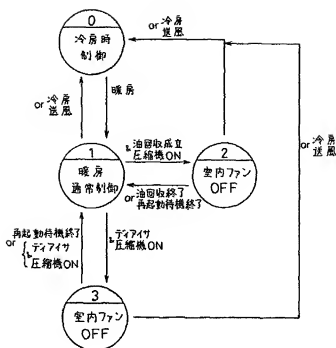 0
冷房時
制御
or 冷房
送風
or 冷房
送風
暖房
or 冷房
送風
1
暖房
通常制御
& 油回収成立
圧縮機ON
or 油回収終了
再起動待機終了
2
室内ファン
OFF
or 再起動待機終了
& ディアイサ
圧縮機ON
& ディアイサ
圧縮機ON
3
室内ファン
OFF